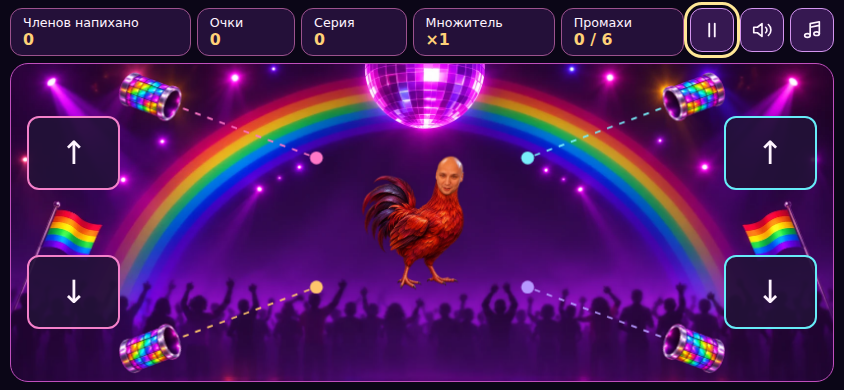 Членов напихано
0
Очки
0
Серия
0
Множитель
×1
Промахи
0 / 6
↑
↑
↓
↓